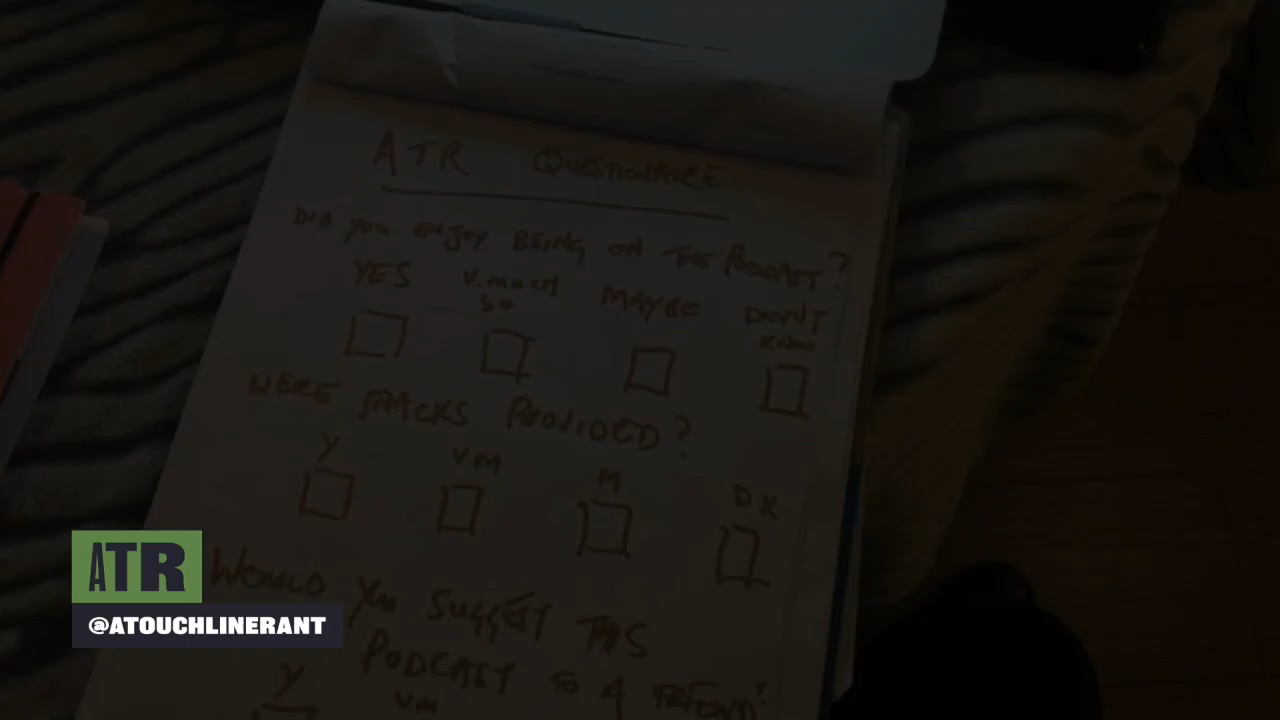 ATR QUESTIONAIRE
DID YOU ENJOY BEING ON THE PODCAST?
YES V. MUCH SO MAYBE DON'T KNOW
WERE SNACKS PROVIDED?
Y VM M DK
WOULD YOU SUGGEST THIS
PODCAST TO A FRIEND?
Y VM
ATR
@ATOUCHLINERANT